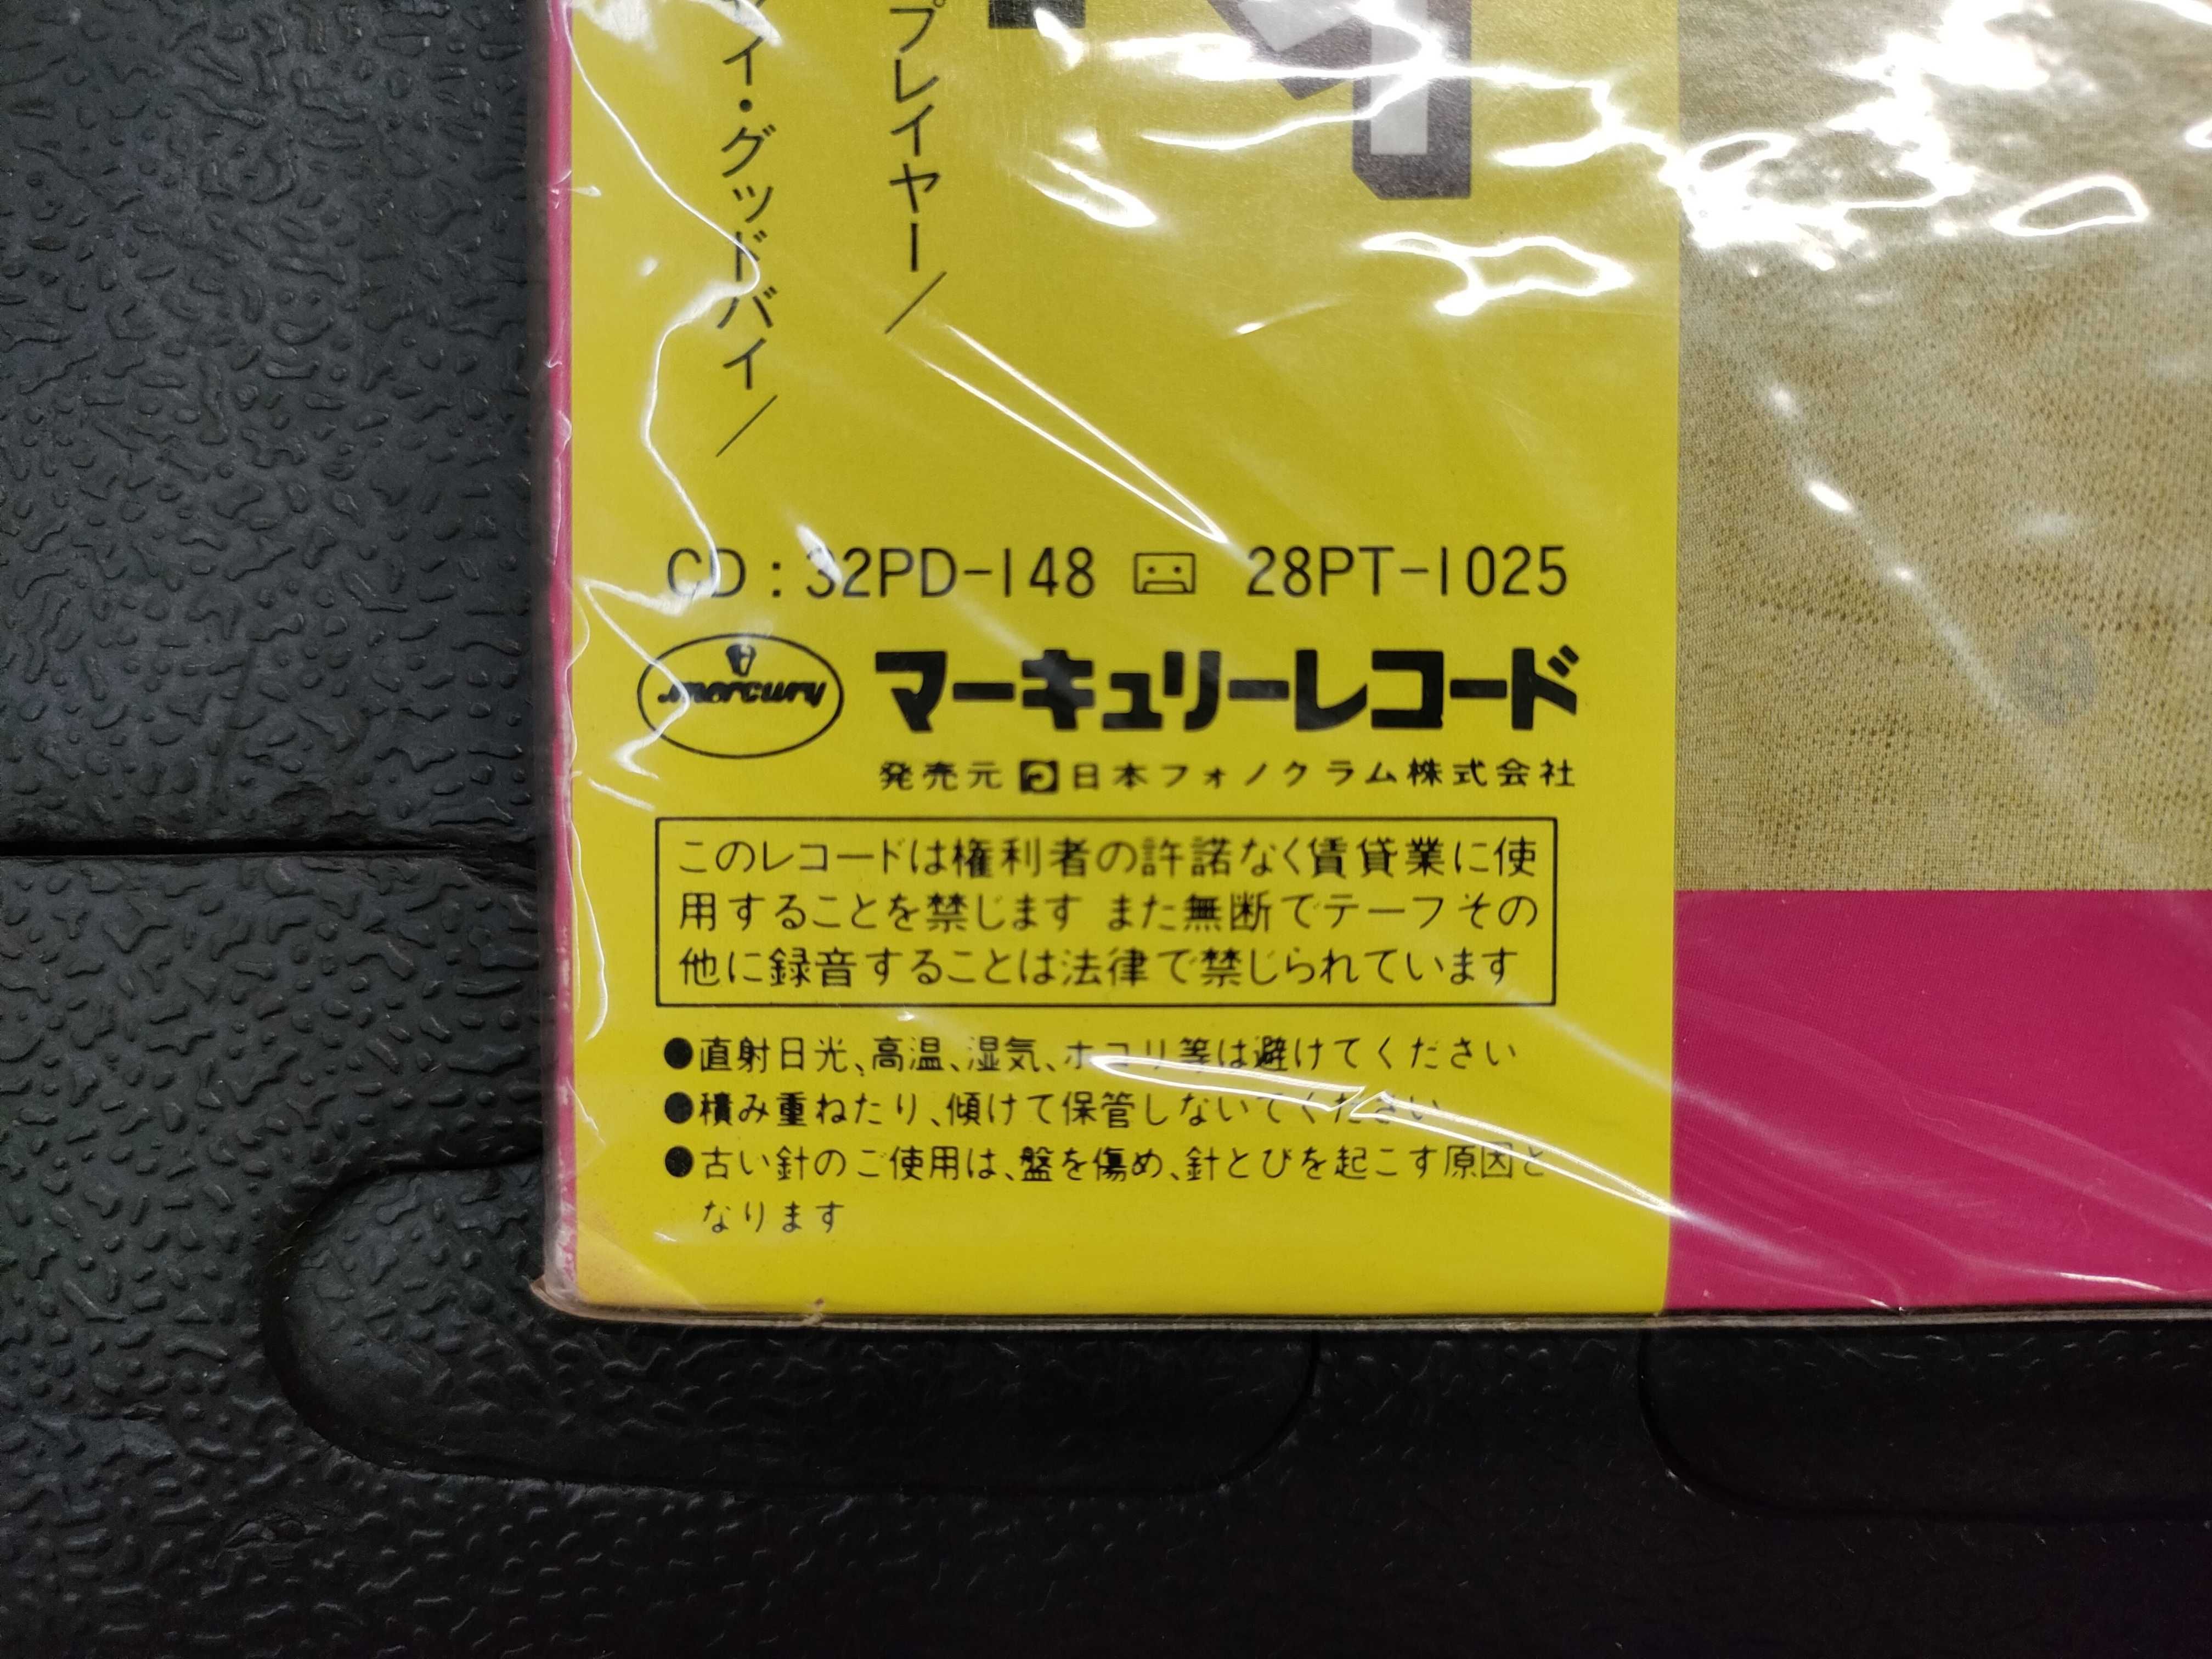 プレイヤー／
イ・グッドバイ／
CD : 32PD-148 28PT-1025
mercury
マーキュリーレコード
発売元 日本フォノグラム株式会社
このレコードは権利者の許諾なく賃貸業に使
用することを禁じます また無断でテープその
他に録音することは法律で禁じられています
●直射日光、高温、湿気、ホコリ等は避けてください
●積み重ねたり、傾けて保管しないでください
●古い針のご使用は、盤を傷め、針とびを起こす原因と
なります